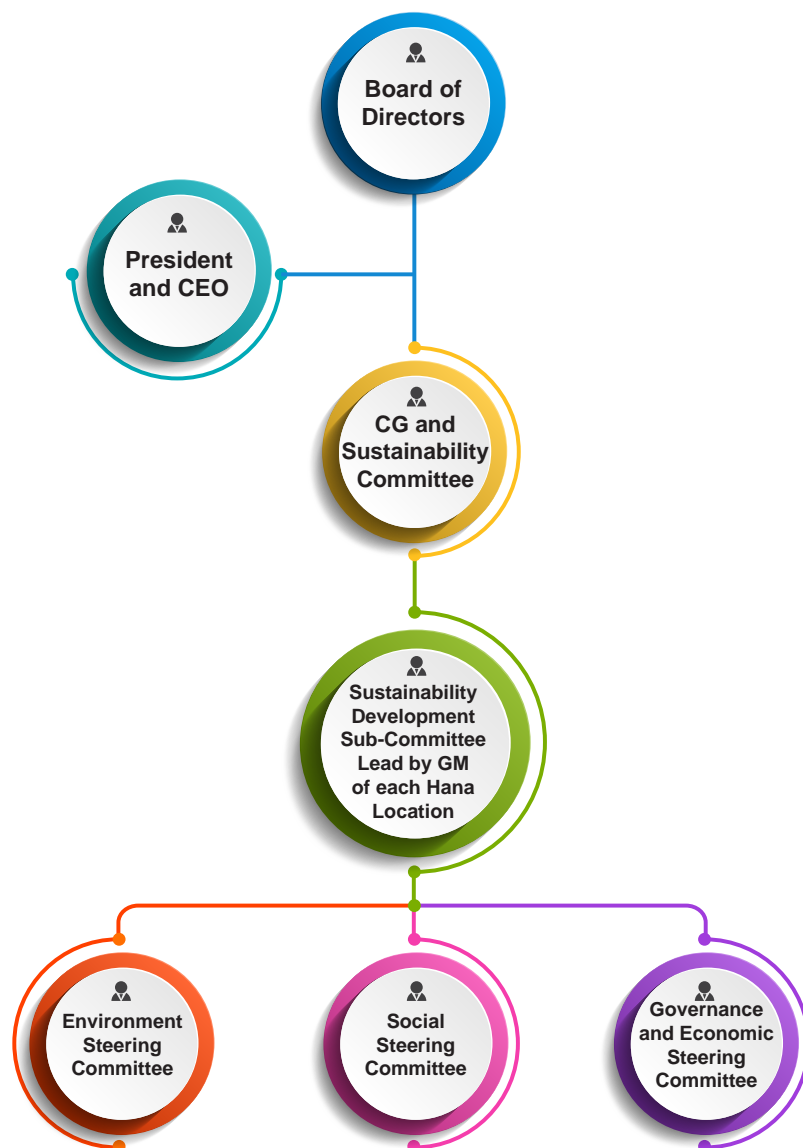 Board of
Directors
President
and CEO
CG and
Sustainability
Committee
Sustainability
Development
Sub-Committee
Lead by GM
of each Hana
Location
Environment
Steering
Committee
Social
Steering
Committee
Governance
and Economic
Steering
Committee